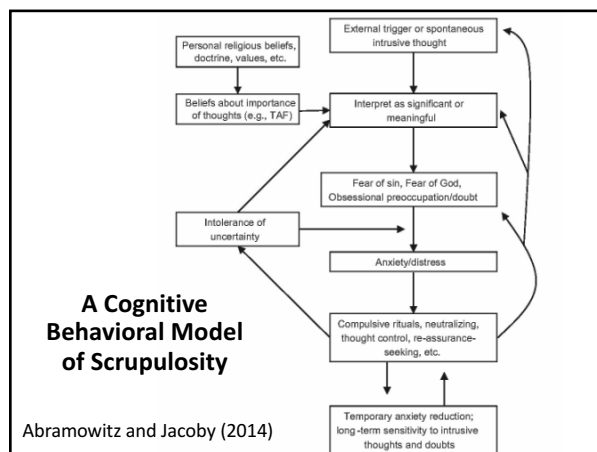 External trigger or spontaneous
intrusive thought
Personal religious beliefs,
doctrine, values, etc.
Beliefs about importance
of thoughts (e.g., TAF)
Interpret as significant or
meaningful
Fear of sin, Fear of God,
Obsessional preoccupation/doubt
Intolerance of
uncertainty
Anxiety/distress
A Cognitive
Behavioral Model
of Scrupulosity
Compulsive rituals, neutralizing,
thought control, re-assurance-
seeking, etc.
Temporary anxiety reduction;
long-term sensitivity to intrusive
thoughts and doubts
Abramowitz and Jacoby (2014)